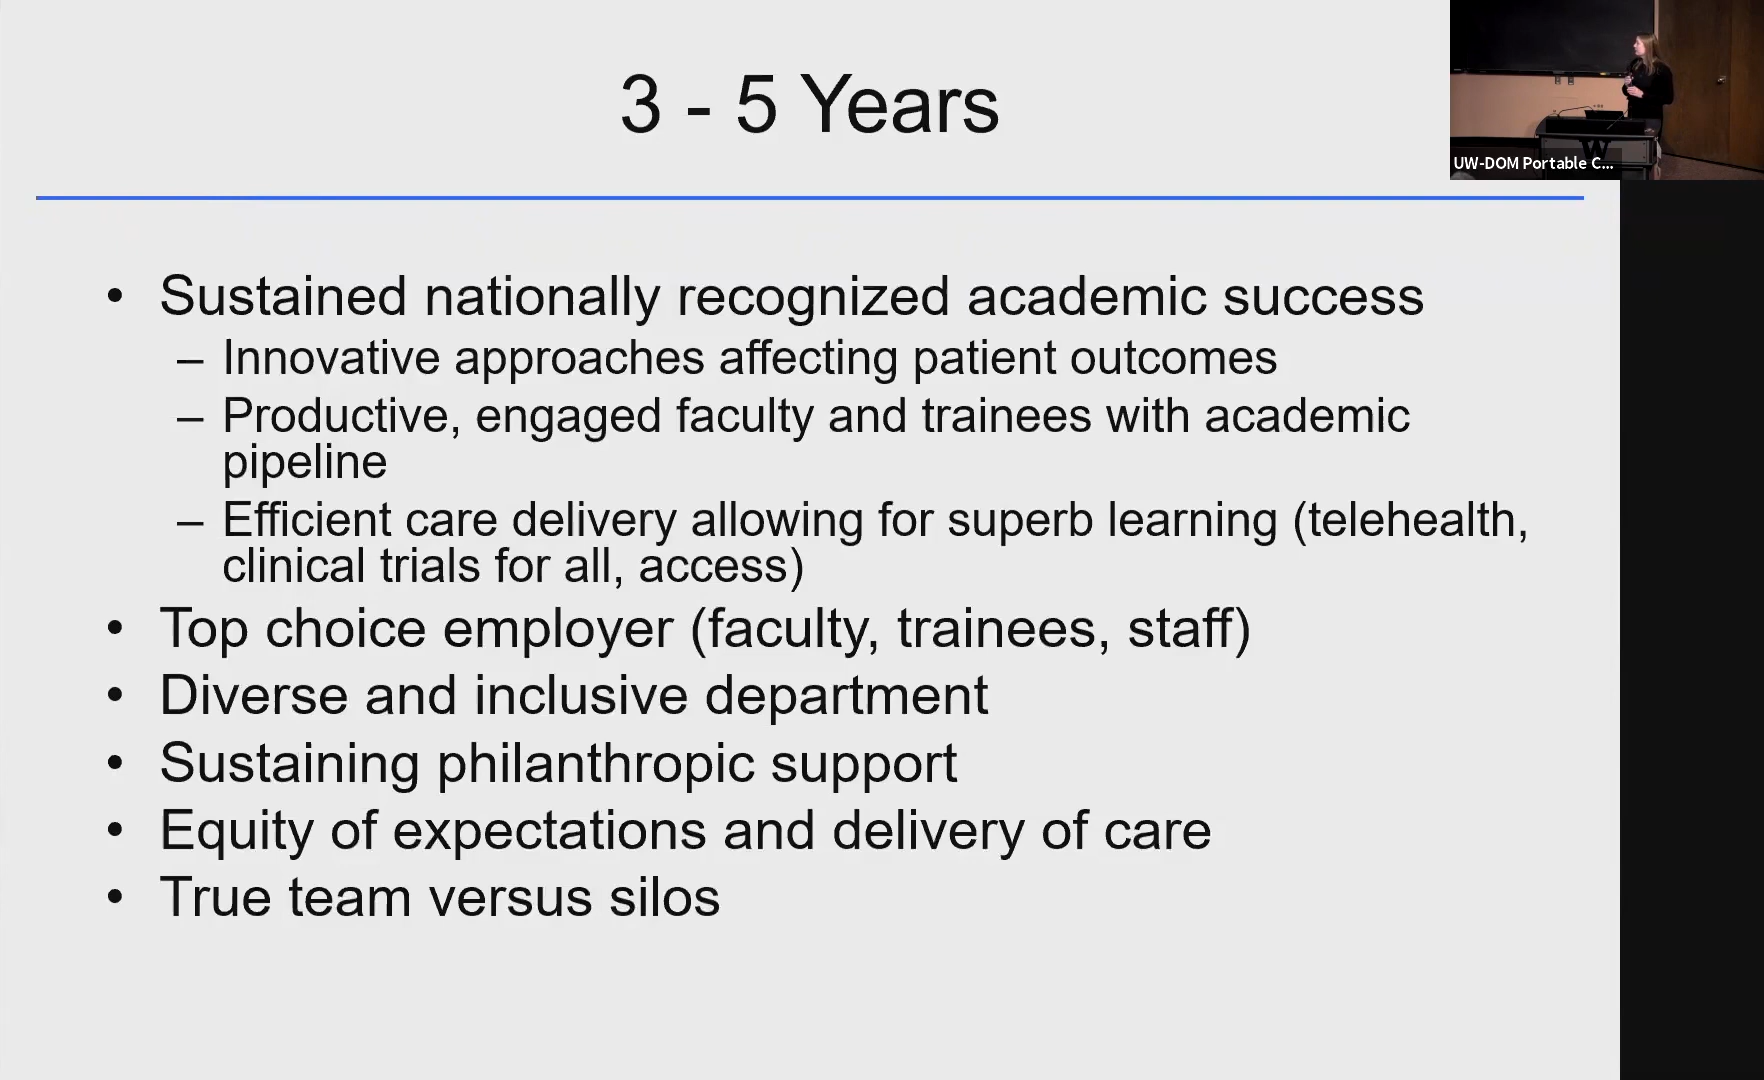 3 - 5 Years
UW-DOM Portable C...
W
• Sustained nationally recognized academic success
– Innovative approaches affecting patient outcomes
– Productive, engaged faculty and trainees with academic
pipeline
– Efficient care delivery allowing for superb learning (telehealth,
clinical trials for all, access)
• Top choice employer (faculty, trainees, staff)
• Diverse and inclusive department
• Sustaining philanthropic support
• Equity of expectations and delivery of care
• True team versus silos